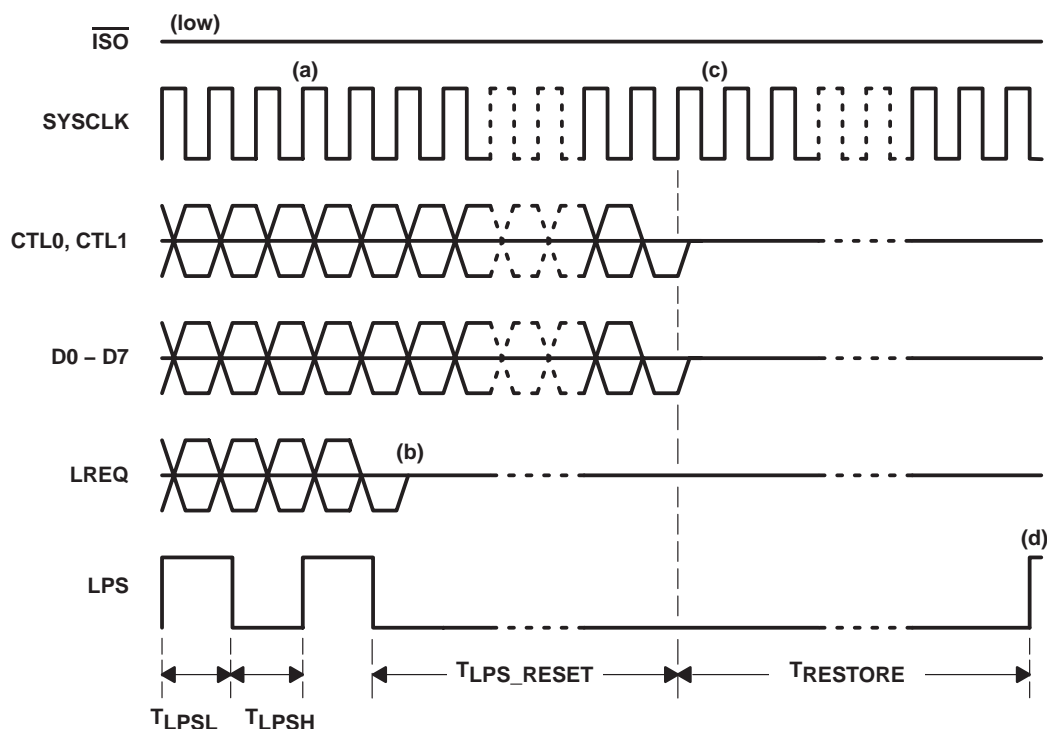 (low)
ISO
(a)
(c)
SYSCLK
CTL0, CTL1
D0 – D7
(b)
LREQ
(d)
LPS
TLPS_RESET
TRESTORE
TLPSL
TLPSH